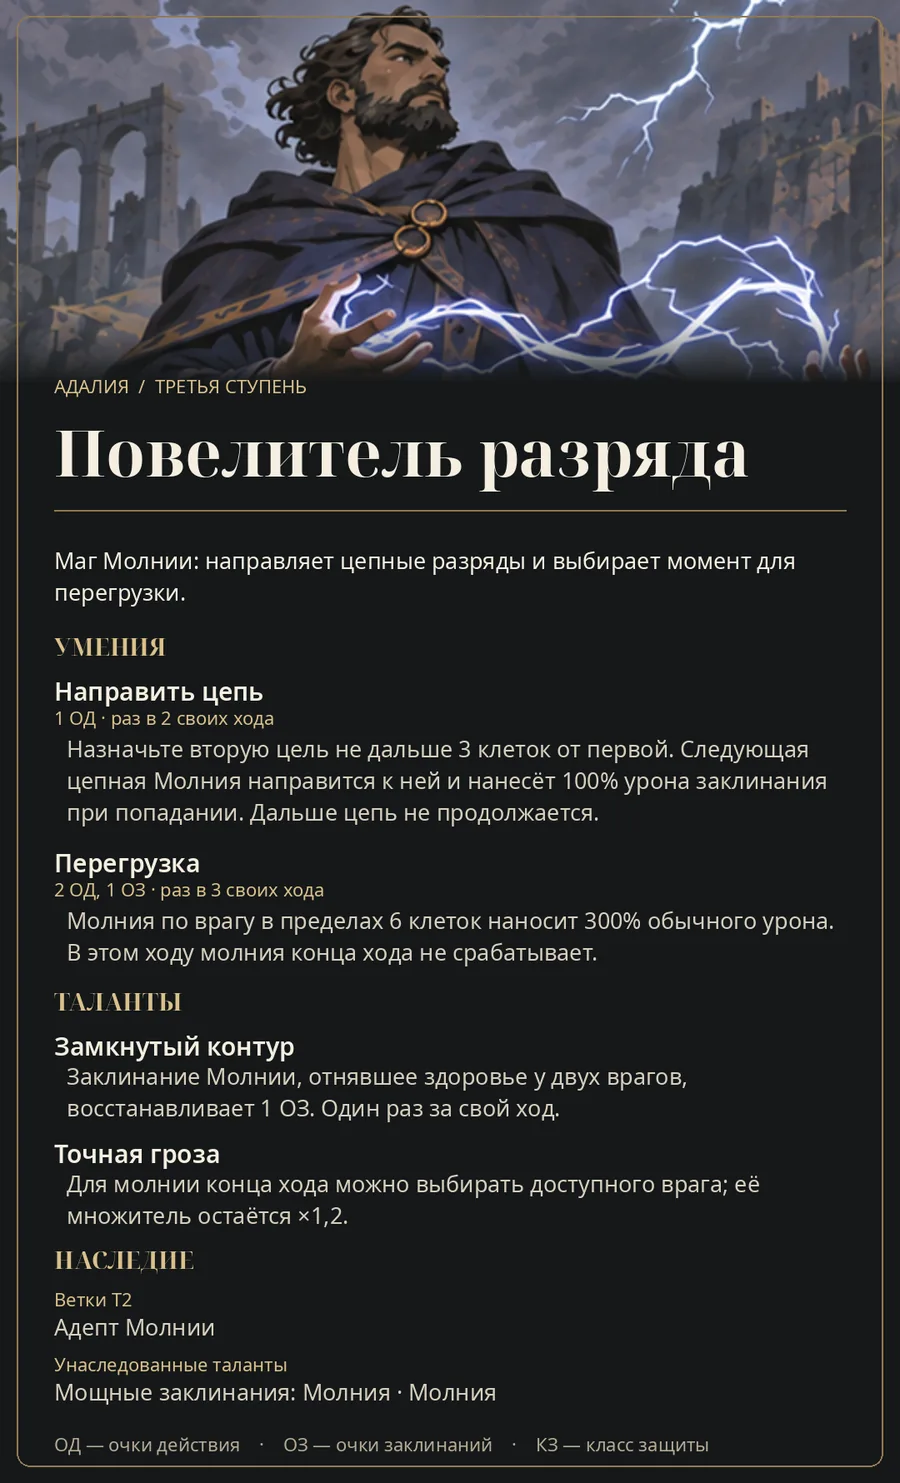 АДАЛИЯ / ТРЕТЬЯ СТУПЕНЬ
Повелитель разряда
Маг Молнии: направляет цепные разряды и выбирает момент для
перегрузки.
УМЕНИЯ
Направить цепь
1 ОД · раз в 2 своих хода
Назначьте вторую цель не дальше 3 клеток от первой. Следующая
цепная Молния направится к ней и нанесёт 100% урона заклинания
при попадании. Дальше цепь не продолжается.
Перегрузка
2 ОД, 1 ОЗ · раз в 3 своих хода
Молния по врагу в пределах 6 клеток наносит 300% обычного урона.
В этом ходу молния конца хода не срабатывает.
ТАЛАНТЫ
Замкнутый контур
Заклинание Молнии, отнявшее здоровье у двух врагов,
восстанавливает 1 ОЗ. Один раз за свой ход.
Точная гроза
Для молнии конца хода можно выбирать доступного врага; её
множитель остаётся ×1,2.
НАСЛЕДИЕ
Ветки Т2
Адепт Молнии
Унаследованные таланты
Мощные заклинания: Молния · Молния
ОД — очки действия · ОЗ — очки заклинаний · КЗ — класс защиты